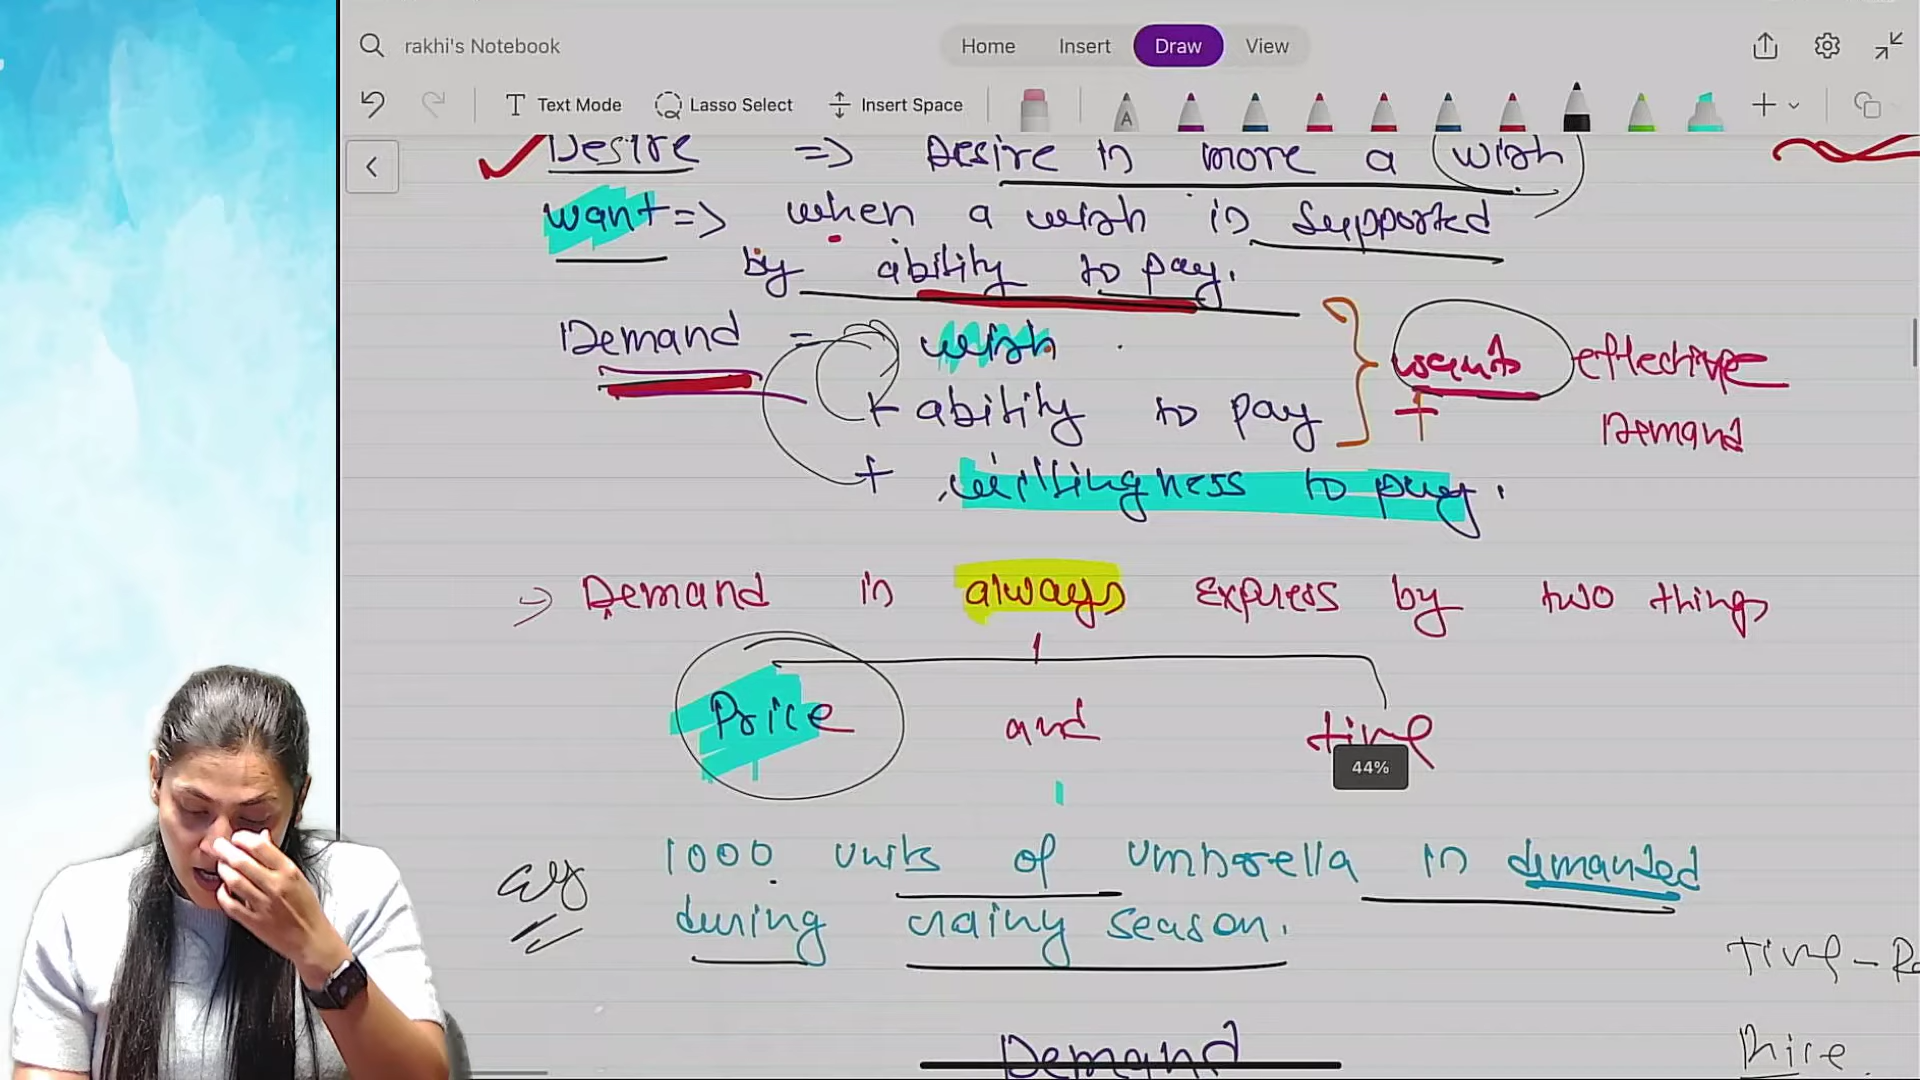 rakhi's Notebook
Home Insert Draw View
Text Mode Lasso Select Insert Space
A
Desire => Desire is more a wish
want => when a wish is supported
by ability to pay.
Demand = wish
+ ability to pay
+ willingness to pay.
wants effective
+ Demand
=> Demand is always express by two things
Price and time
44%
eg 1000 units of umbrella is demanded
during rainy season.
Time - Ra
Demand
Price